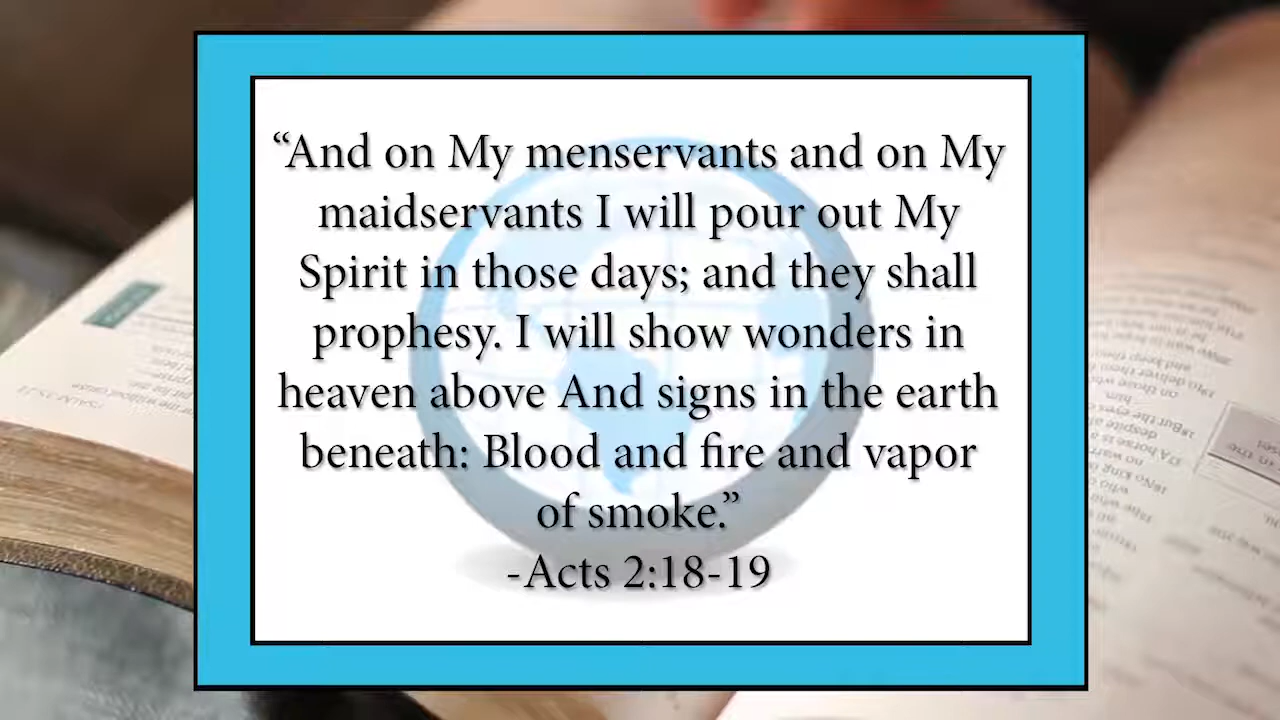 “And on My menservants and on My
maidservants I will pour out My
Spirit in those days; and they shall
prophesy. I will show wonders in
heaven above And signs in the earth
beneath: Blood and fire and vapor
of smoke.”
-Acts 2:18-19